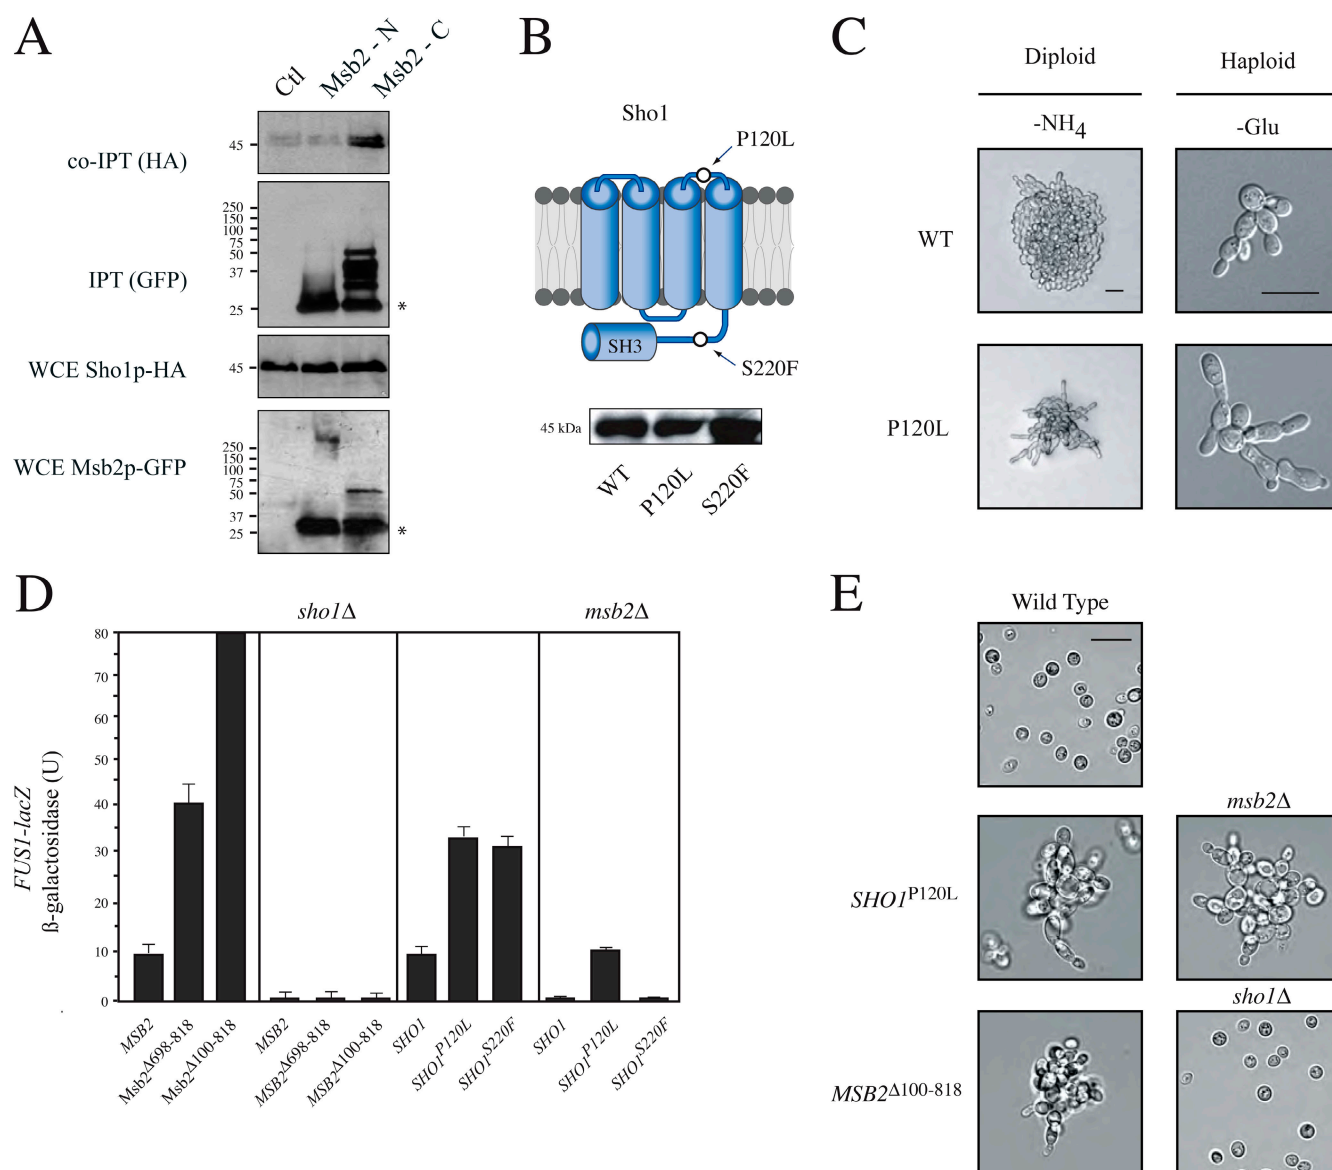 A
Ctl
Msb2 - N
Msb2 - C
co-IPT (HA)
45
IPT (GFP)
250
150
100
75
50
37
25
*
WCE Sho1p-HA
45
WCE Msb2p-GFP
250
150
100
75
50
37
25
*
B
Sho1
P120L
SH3
S220F
45 kDa
WT
P120L
S220F
C
Diploid
Haploid
-NH4
-Glu
WT
P120L
D
sho1Δ
msb2Δ
FUS1-lacZ
ß-galactosidase (U)
80
70
60
50
40
30
20
10
0
MSB2
Msb2Δ698-818
Msb2Δ100-818
MSB2
MSB2Δ698-818
MSB2Δ100-818
SHO1
SHO1P120L
SHO1S220F
SHO1
SHO1P120L
SHO1S220F
E
Wild Type
msb2Δ
SHO1P120L
sho1Δ
MSB2Δ100-818